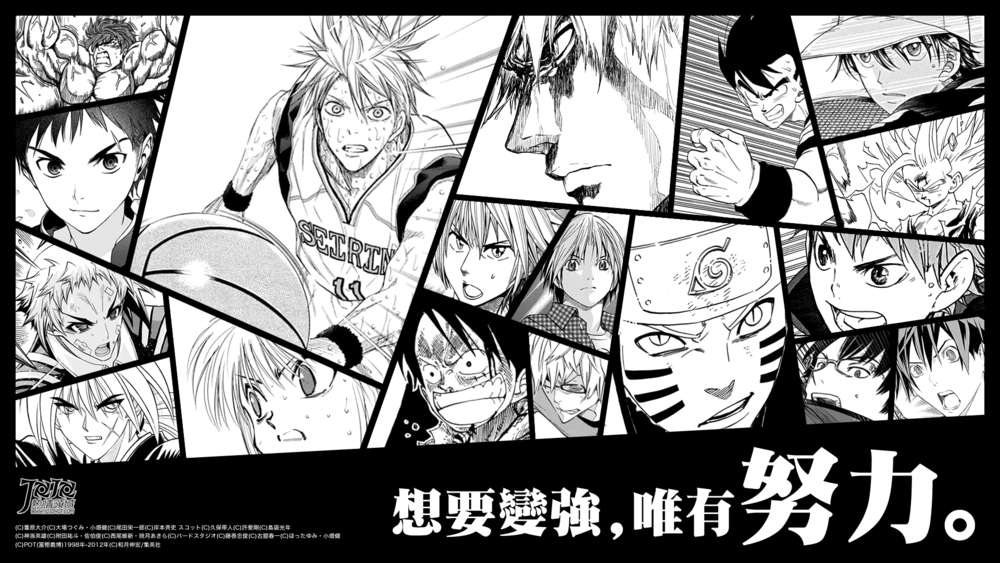 SEIRIN
11
想要變強,唯有努力。
JOJO
(C)葦原大介(C)大場つぐみ・小畑健(C)尾田栄一郎(C)岸本斉史 スコット(C)久保帯人(C)許斐剛(C)島袋光年
(C)神海英雄(C)附田祐斗・佐伯俊(C)西尾維新・暁月あきら(C)バードスタジオ(C)藤巻忠俊(C)古舘春一(C)ほったゆみ・小畑健
(C)POT(冨樫義博)1998年-2012年(C)和月伸宏/集英社